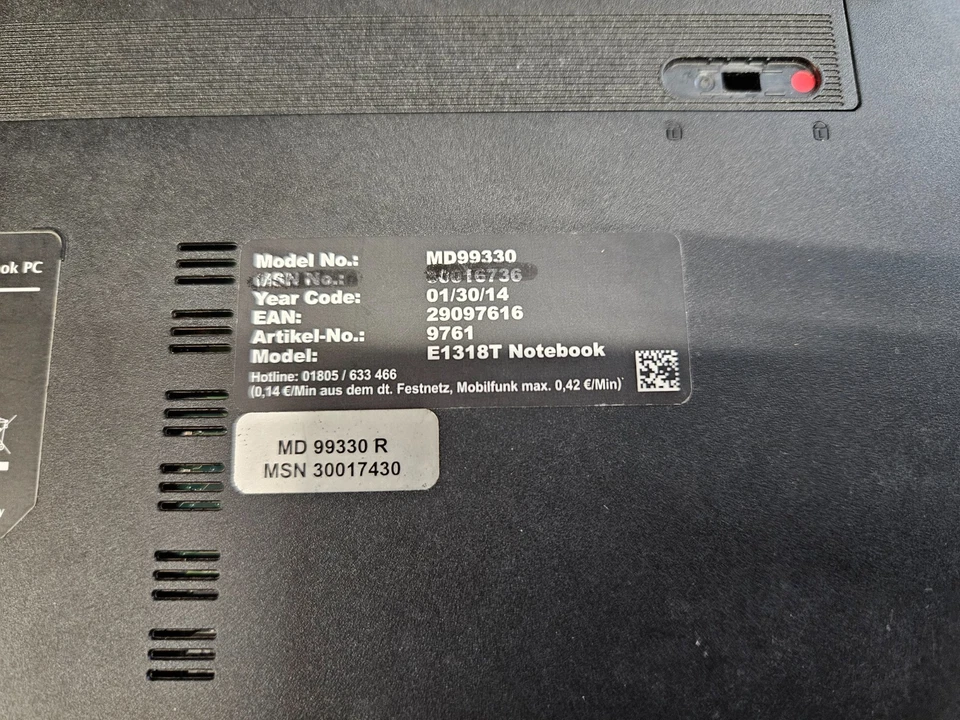 ok PC
Model No.: MD99330
MSN No.: 30016736
Year Code: 01/30/14
EAN: 29097616
Artikel-No.: 9761
Model: E1318T Notebook
Hotline: 01805 / 633 466
(0,14 €/Min aus dem dt. Festnetz, Mobilfunk max. 0,42 €/Min)
MD 99330 R
MSN 30017430